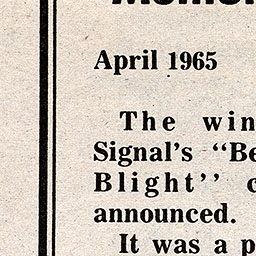 April 1965
The win
Signal's "Be
Blight" c
announced.
It was a p